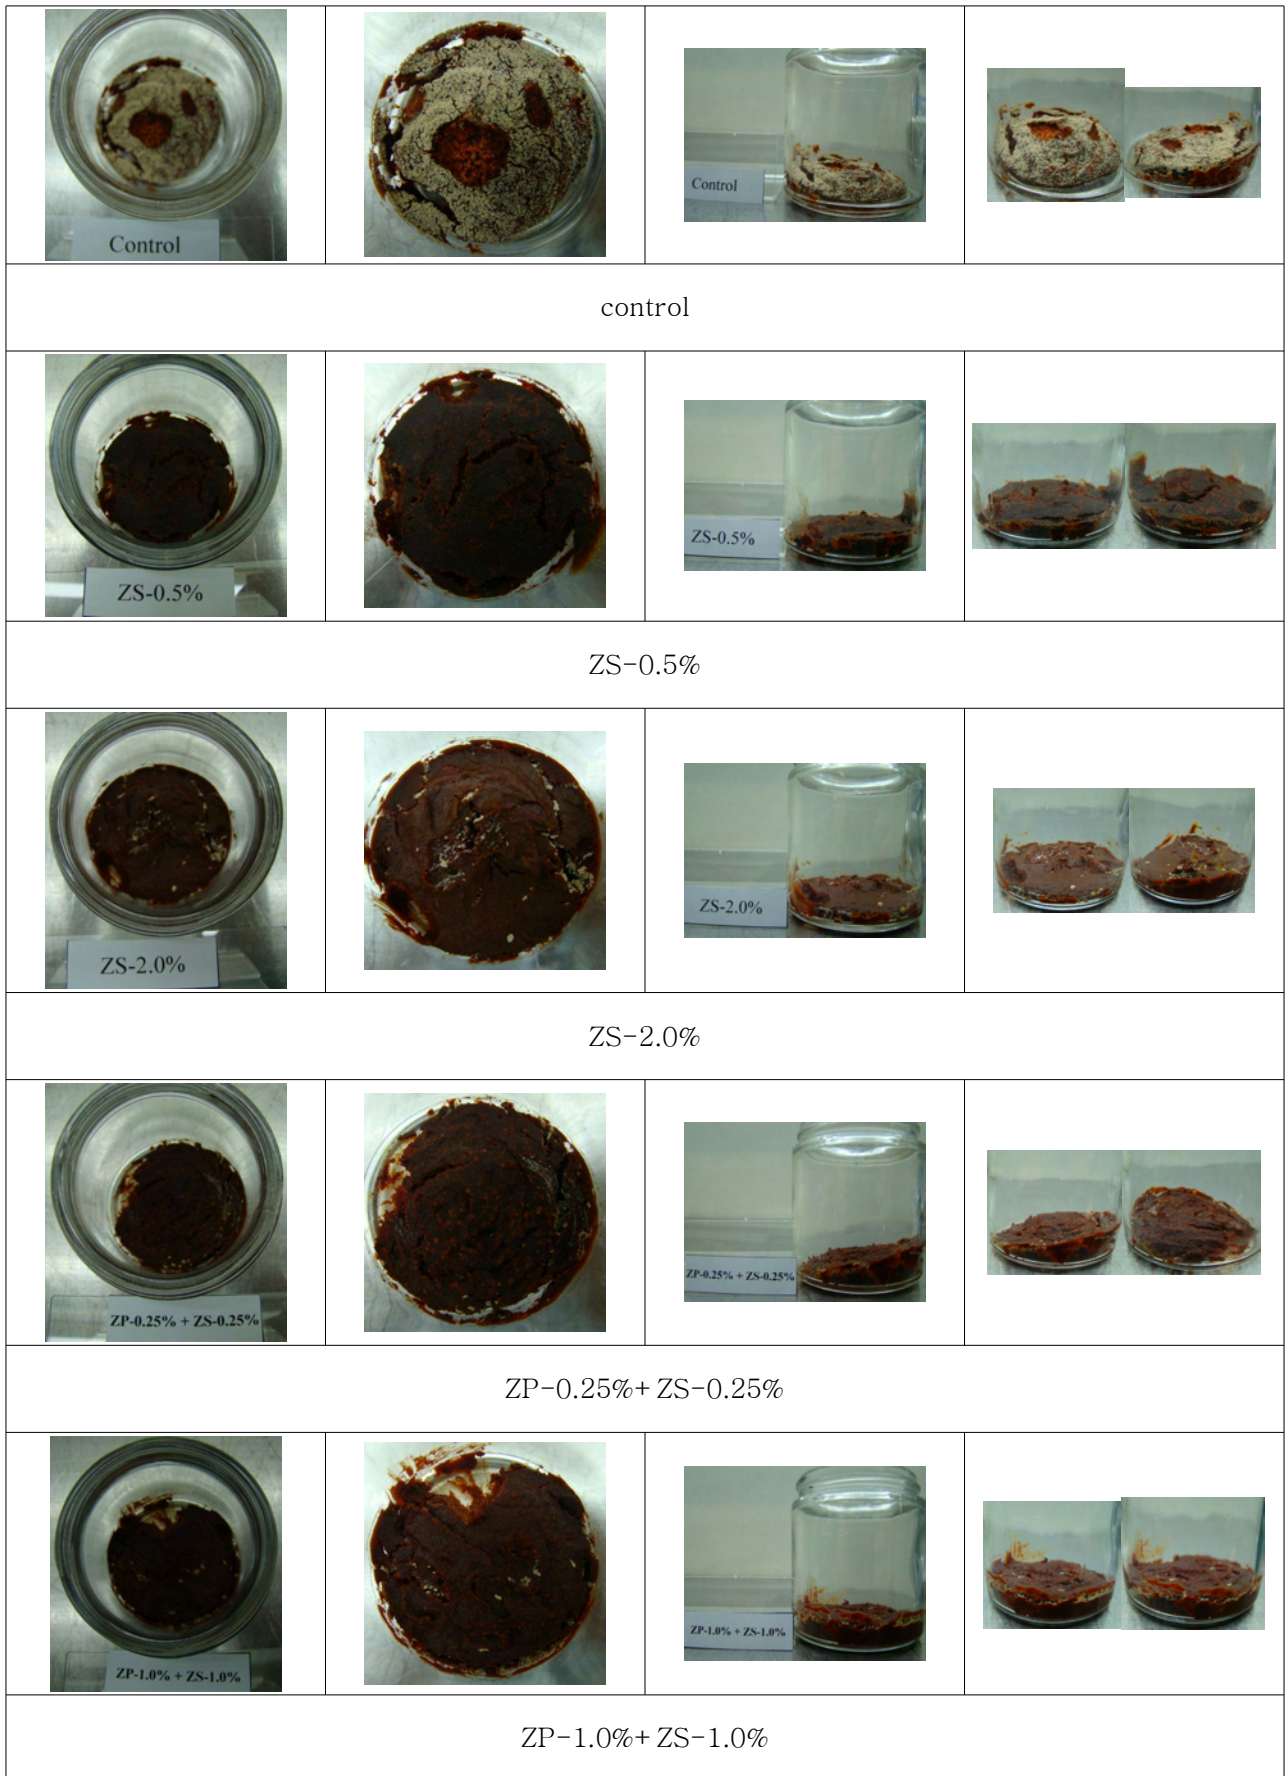 Control
Control
control
ZS-0.5%
ZS-0.5%
ZS-0.5%
ZS-2.0%
ZS-2.0%
ZS-2.0%
ZP-0.25% + ZS-0.25%
ZP-0.25% + ZS-0.25%
ZP-0.25%+ ZS-0.25%
ZP-1.0% + ZS-1.0%
ZP-1.0% + ZS-1.0%
ZP-1.0%+ ZS-1.0%